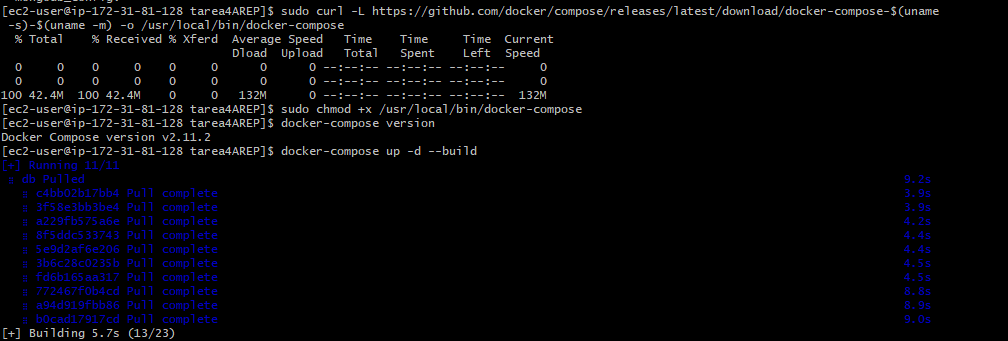 [ec2-user@ip-172-31-81-128 tarea4AREP]$ sudo curl -L https://github.com/docker/compose/releases/latest/download/docker-compose-$(uname
-s)-$(uname -m) -o /usr/local/bin/docker-compose
% Total % Received % Xferd Average Speed Time Time Time Current
Dload Upload Total Spent Left Speed
0 0 0 0 0 0 0 0 --:--:-- --:--:-- --:--:-- 0
0 0 0 0 0 0 0 0 --:--:-- --:--:-- --:--:-- 0
100 42.4M 100 42.4M 0 0 132M 0 --:--:-- --:--:-- --:--:-- 132M
[ec2-user@ip-172-31-81-128 tarea4AREP]$ sudo chmod +x /usr/local/bin/docker-compose
[ec2-user@ip-172-31-81-128 tarea4AREP]$ docker-compose version
Docker Compose version v2.11.2
[ec2-user@ip-172-31-81-128 tarea4AREP]$ docker-compose up -d --build
[+] Running 11/11
db Pulled 9.2s
c4bb02b17bb4 Pull complete 3.9s
3f58e3bb3be4 Pull complete 3.9s
a229fb575a6e Pull complete 4.2s
8f5ddc533743 Pull complete 4.4s
5e9d2af6e206 Pull complete 4.4s
3b6c28c0235b Pull complete 4.5s
fd6b165aa317 Pull complete 4.5s
772467f0b4cd Pull complete 8.8s
a94d919fbb86 Pull complete 8.9s
b0cad17917cd Pull complete 9.0s
[+] Building 5.7s (13/23)